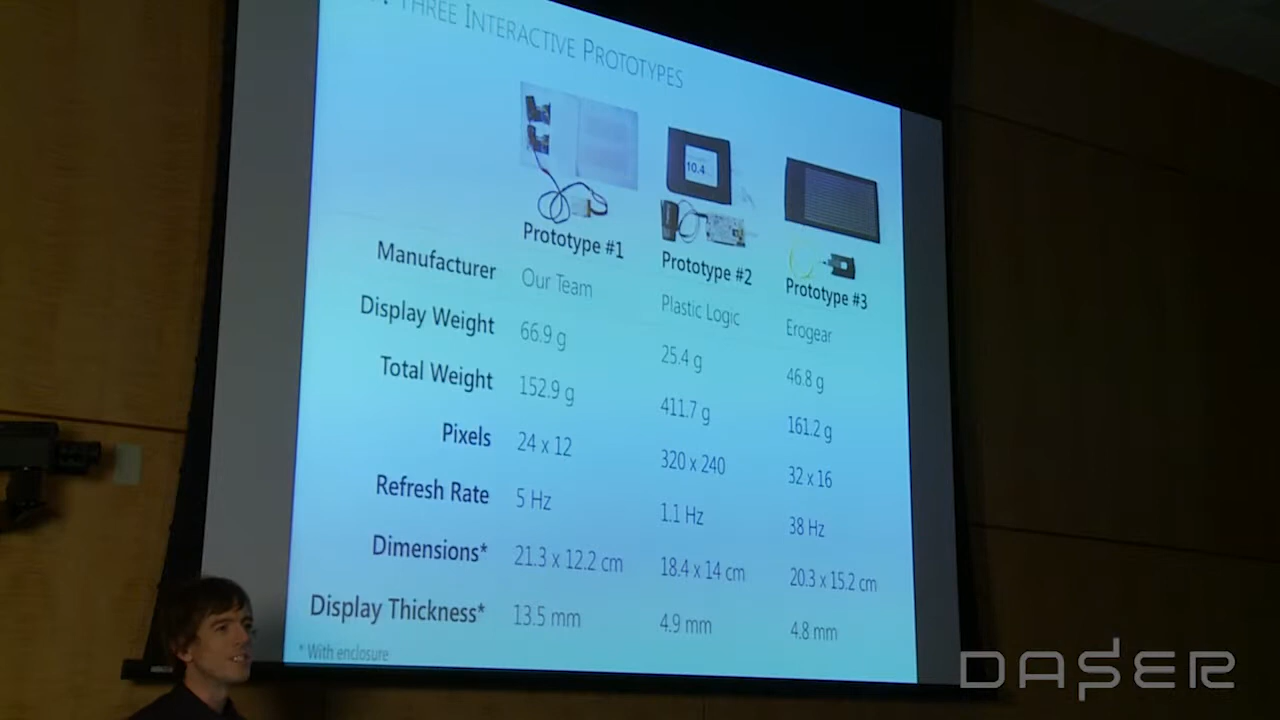 THREE INTERACTIVE PROTOTYPES
10.4
Prototype #1 Prototype #2 Prototype #3
Manufacturer Our Team Plastic Logic Erogear
Display Weight 66.9 g 25.4 g 46.8 g
Total Weight 152.9 g 411.7 g 161.2 g
Pixels 24 x 12 320 x 240 32 x 16
Refresh Rate 5 Hz 1.1 Hz 38 Hz
Dimensions* 21.3 x 12.2 cm 18.4 x 14 cm 20.3 x 15.2 cm
Display Thickness* 13.5 mm 4.9 mm 4.8 mm
* With enclosure
DASER